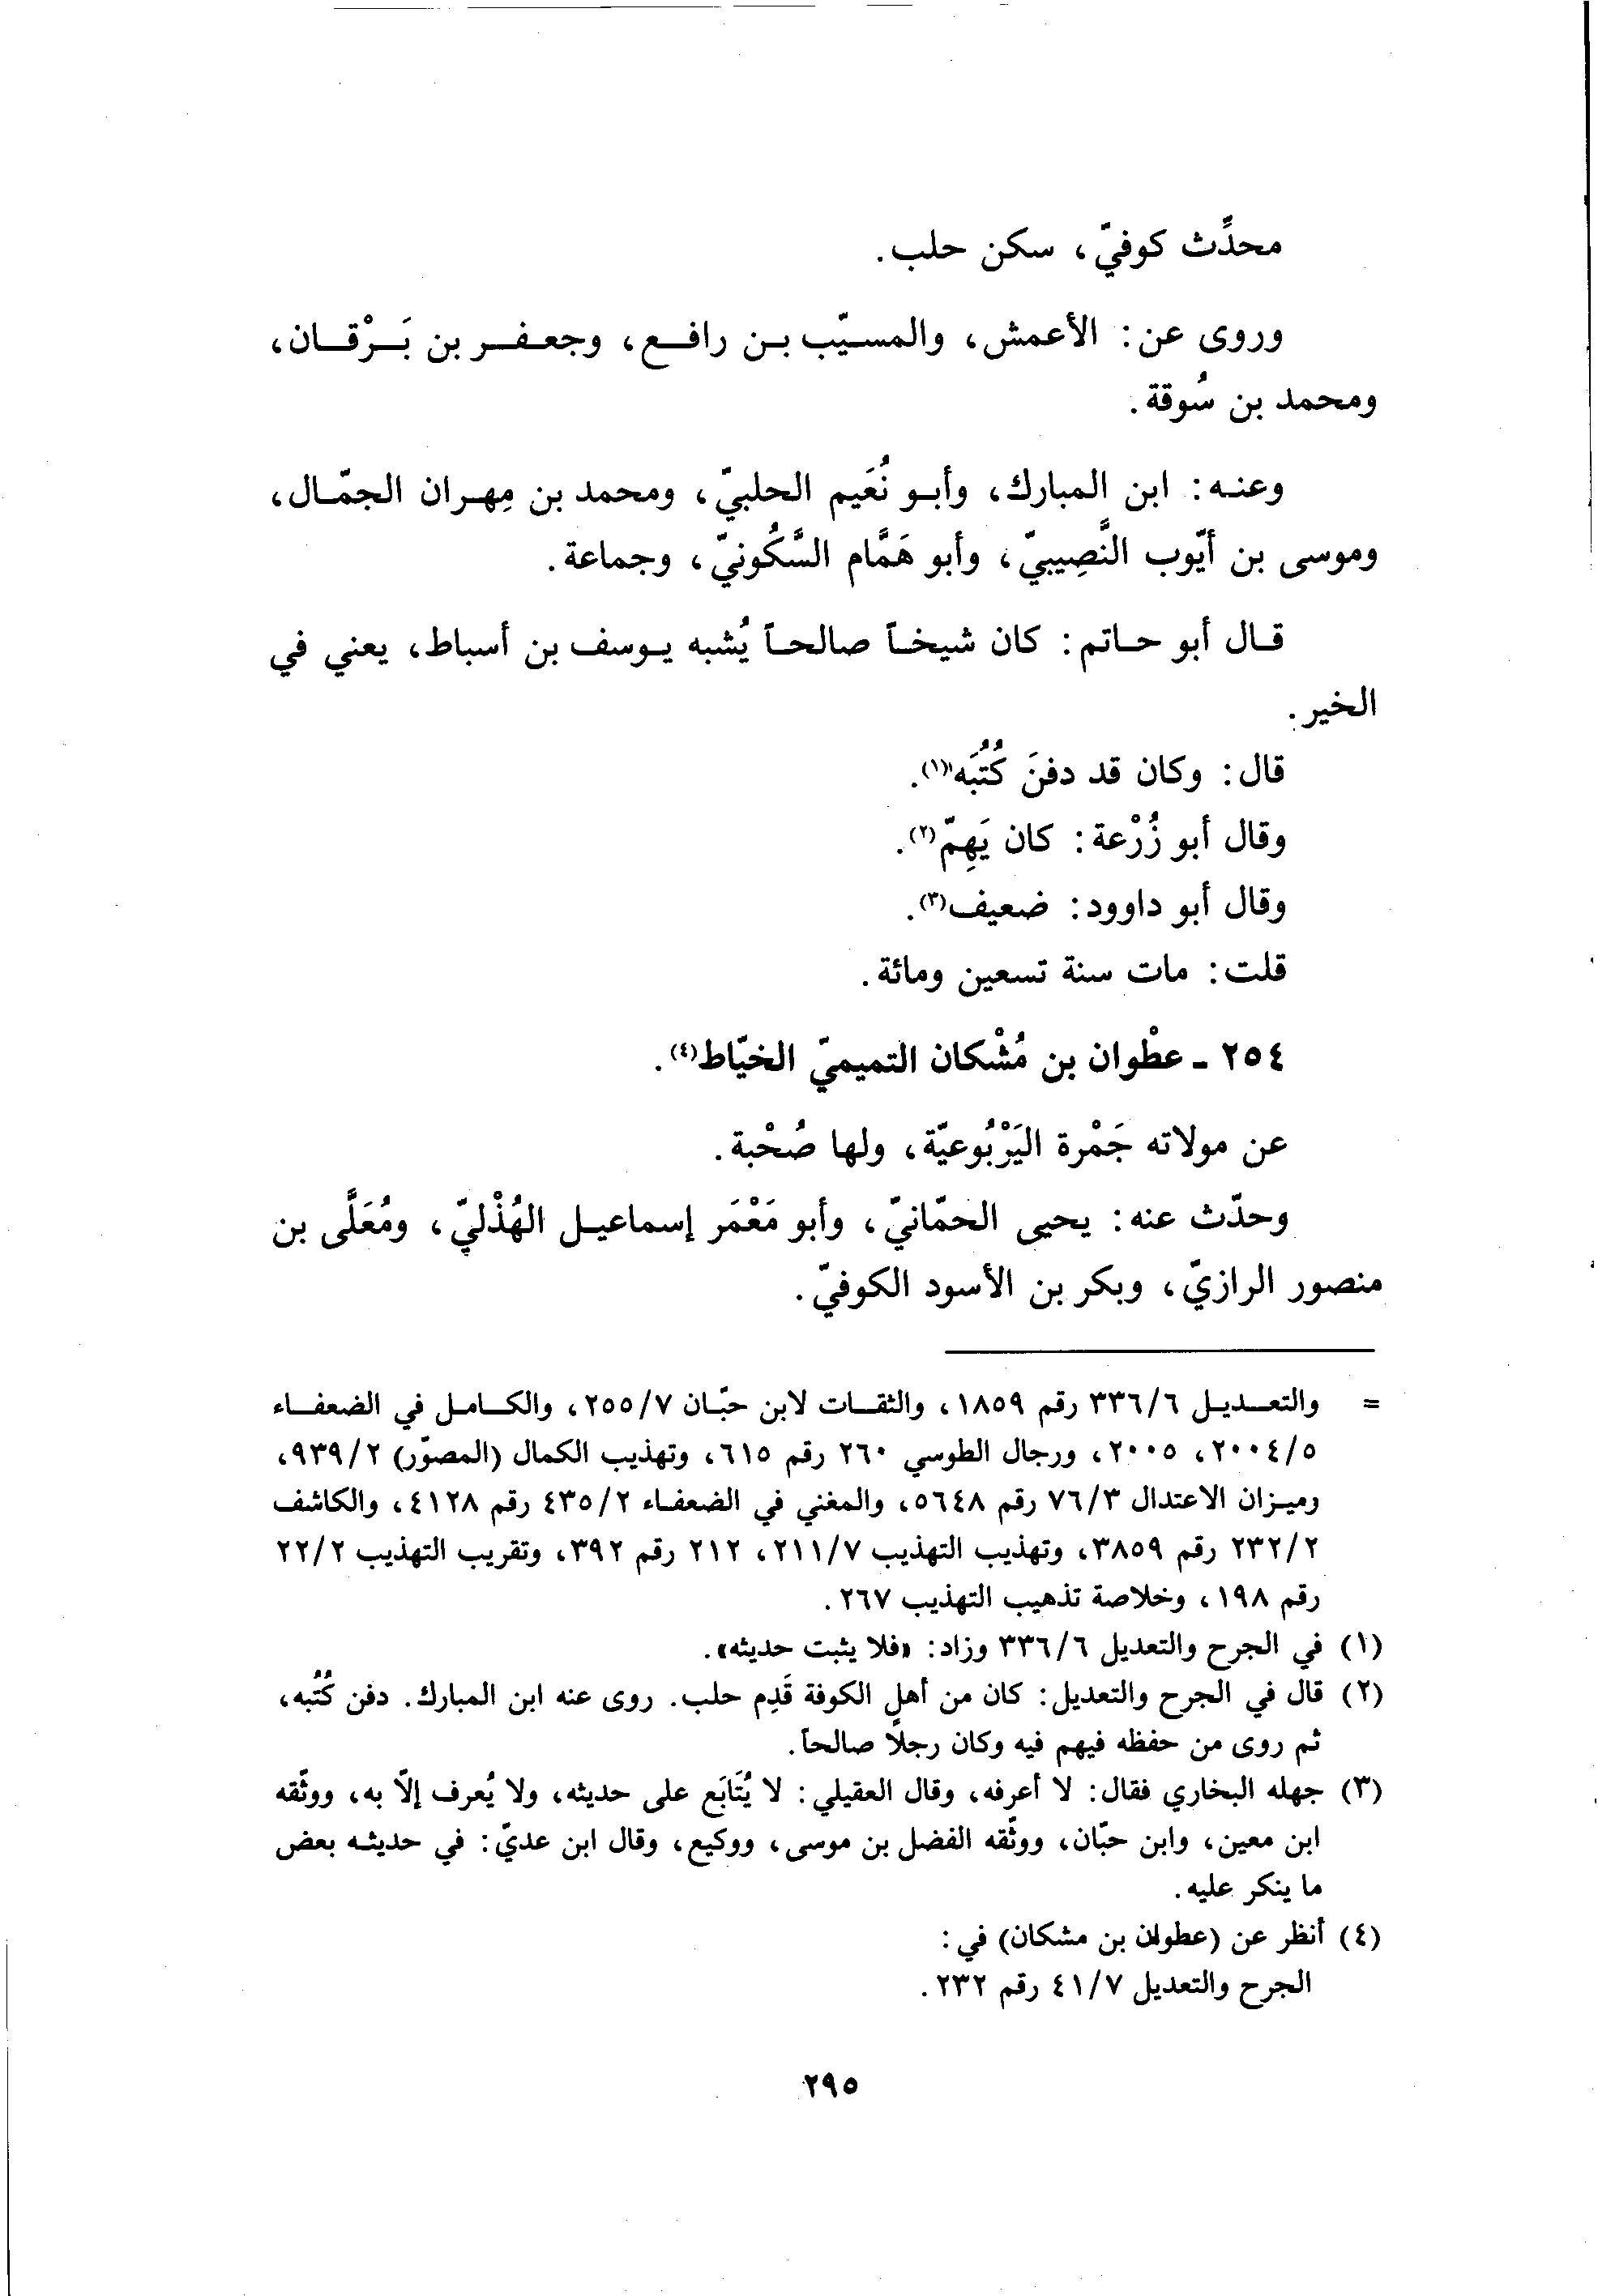 محدِّث كوفيّ، سكن حلب.
وروى عن: الأعمش، والمسيّب بن رافع، وجعفر بن بَرْقان،
ومحمد بن سُوقة.
وعنه: ابن المبارك، وأبو نُعَيم الحلبيّ، ومحمد بن مِهران الجمّال،
وموسى بن أيّوب النَّصِيبيّ، وأبو هَمَّام السَّكُونيّ، وجماعة.
قال أبو حاتم: كان شيخاً صالحاً يُشبه يوسف بن أسباط، يعني في
الخير.
قال: وكان قد دفنَ كُتُبَه(١).
وقال أبو زُرْعة: كان يَهِمّ(٢).
وقال أبو داوود: ضعيف(٣).
قلت: مات سنة تسعين ومائة.
٢٥٤ ـ عطْوان بن مُشْكان التميميّ الخيّاط(٤).
عن مولاته جَمْرة اليَرْبُوعيّة، ولها صُحْبة.
وحدّث عنه: يحيى الحمّانيّ، وأبو مَعْمَر إسماعيل الهُذْليّ، ومُعَلَّى بن
منصور الرازيّ، وبكر بن الأسود الكوفيّ.
= والتعديل ٣٣٦/٦ رقم ١٨٥٩، والثقات لابن حبّان ٢٥٥/٧، والكامل في الضعفاء
٢٠٠٤/٥، ٢٠٠٥، ورجال الطوسي ٢٦٠ رقم ٦١٥، وتهذيب الكمال (المصوّر) ٩٣٩/٢،
وميزان الاعتدال ٧٦/٣ رقم ٥٦٤٨، والمغني في الضعفاء ٤٣٥/٢ رقم ٤١٢٨، والكاشف
٢٣٢/٢ رقم ٣٨٥٩، وتهذيب التهذيب ٢١١/٧، ٢١٢ رقم ٣٩٢، وتقريب التهذيب ٢٢/٢
رقم ١٩٨، وخلاصة تذهيب التهذيب ٢٦٧.
(١) في الجرح والتعديل ٣٣٦/٦ وزاد: «فلا يثبت حديثه».
(٢) قال في الجرح والتعديل: كان من أهل الكوفة قَدِم حلب. روى عنه ابن المبارك. دفن كُتُبه،
ثم روى من حفظه فيهم فيه وكان رجلًا صالحاً.
(٣) جهله البخاري فقال: لا أعرفه، وقال العقيلي: لا يُتَابَع على حديثه، ولا يُعرف إلّا به، ووثّقه
ابن معين، وابن حبّان، ووثّقه الفضل بن موسى، ووكيع، وقال ابن عديّ: في حديثه بعض
ما ينكر عليه.
(٤) أنظر عن (عطوان بن مشكان) في:
الجرح والتعديل ٤١/٧ رقم ٢٣٢.
٢٩٥